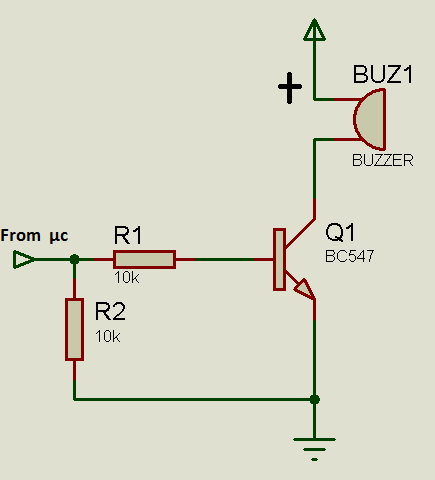 +
BUZ1
BUZZER
From µc
R1
10k
Q1
BC547
R2
10k